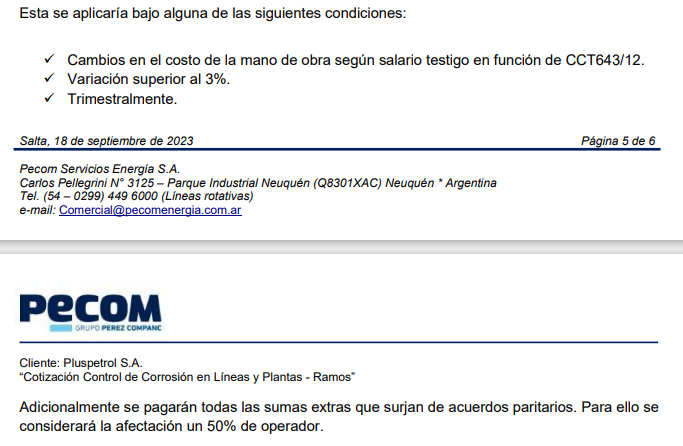 Esta se aplicaría bajo alguna de las siguientes condiciones:
✓ Cambios en el costo de la mano de obra según salario testigo en función de CCT643/12.
✓ Variación superior al 3%.
✓ Trimestralmente.
Salta, 18 de septiembre de 2023 Página 5 de 6
Pecom Servicios Energía S.A.
Carlos Pellegrini N° 3125 – Parque Industrial Neuquén (Q8301XAC) Neuquén * Argentina
Tel. (54 – 0299) 449 6000 (Líneas rotativas)
e-mail: Comercial@pecomenergia.com.ar
PECOM
GRUPO PEREZ COMPANC
Cliente: Pluspetrol S.A.
“Cotización Control de Corrosión en Líneas y Plantas - Ramos”
Adicionalmente se pagarán todas las sumas extras que surjan de acuerdos paritarios. Para ello se
considerará la afectación un 50% de operador.